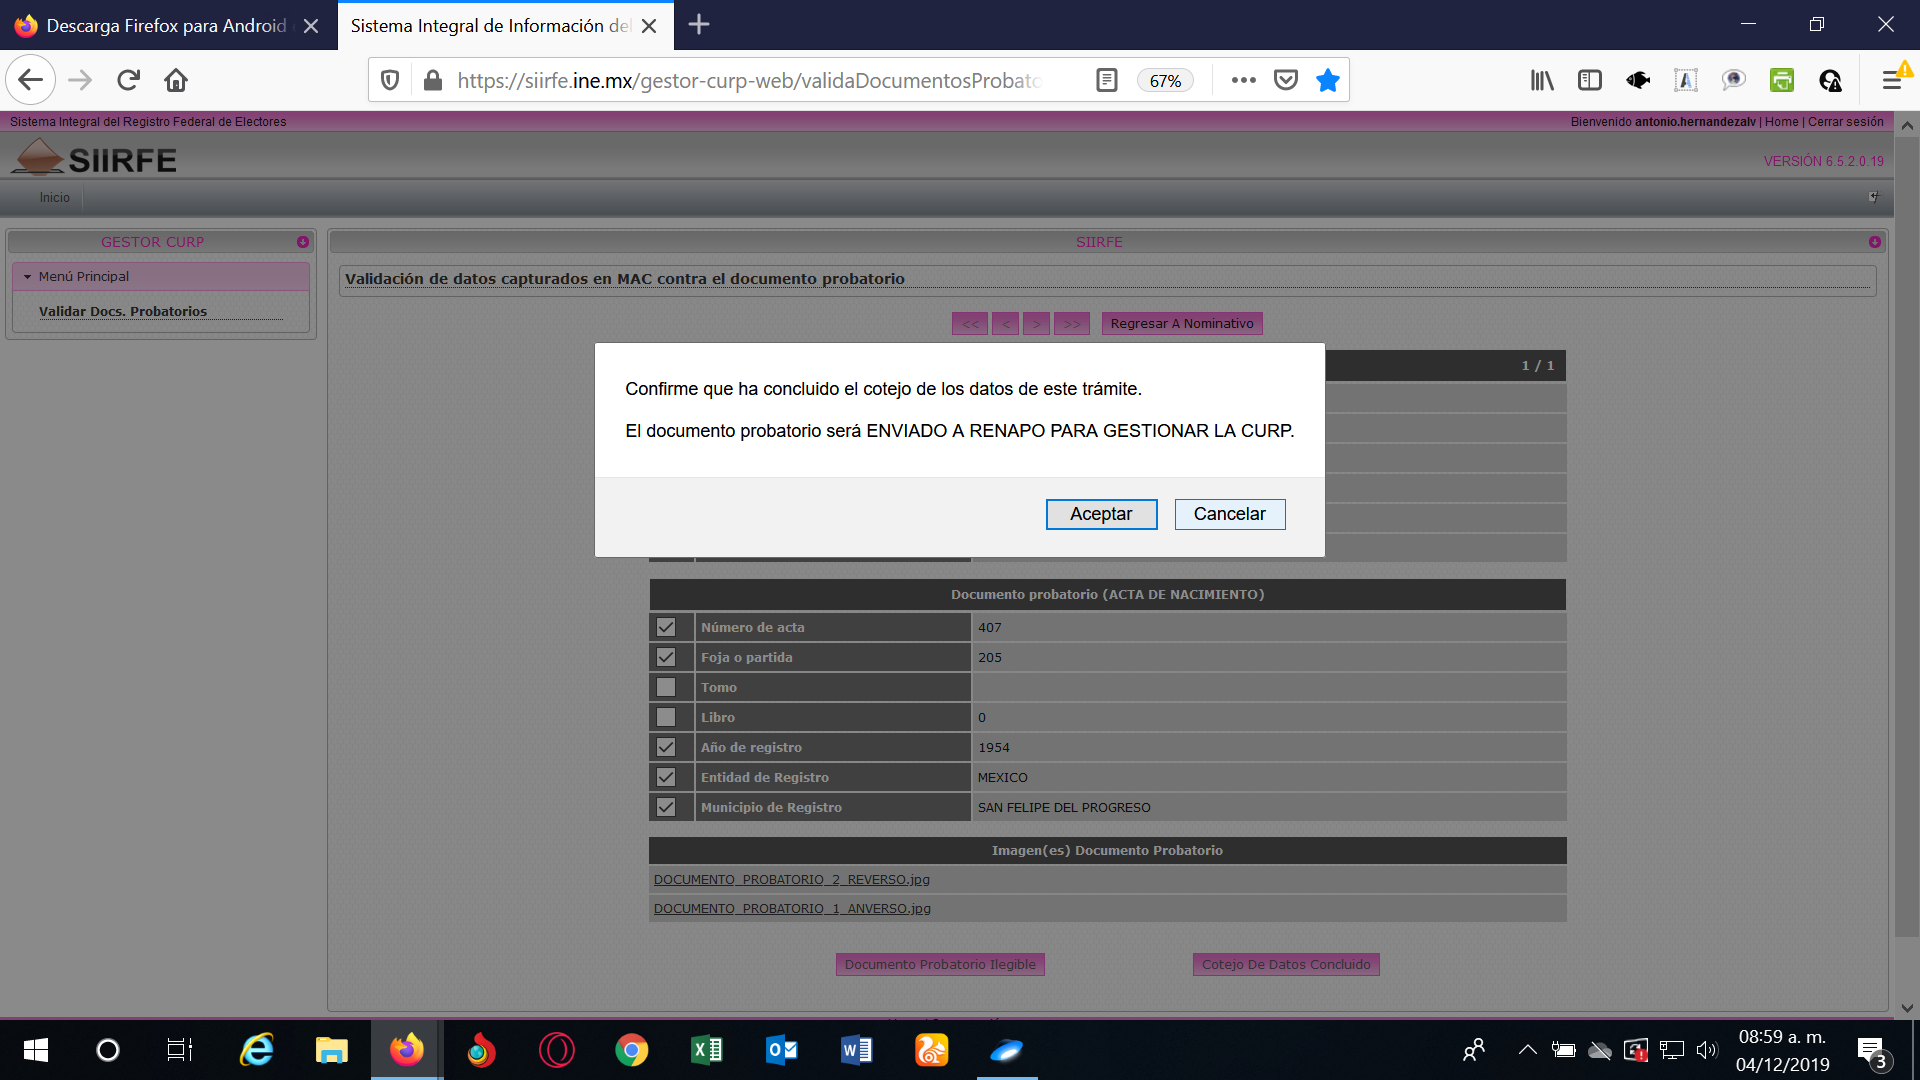 Descarga Firefox para Android
Sistema Integral de Información del
https://siirfe.ine.mx/gestor-curp-web/validaDocumentosProbato
67%
Sistema Integral del Registro Federal de Electores
Bienvenido antonio.hernandezalv | Home | Cerrar sesión
SIIRFE
VERSIÓN 6.5.2.0.19
Inicio
GESTOR CURP
SIIRFE
Menú Principal
Validar Docs. Probatorios
Validación de datos capturados en MAC contra el documento probatorio
<< < > >> Regresar A Nominativo
1 / 1
Confirme que ha concluido el cotejo de los datos de este trámite.
El documento probatorio será ENVIADO A RENAPO PARA GESTIONAR LA CURP.
Aceptar Cancelar
Documento probatorio (ACTA DE NACIMIENTO)
Número de acta 407
Foja o partida 205
Tomo
Libro 0
Año de registro 1954
Entidad de Registro MEXICO
Municipio de Registro SAN FELIPE DEL PROGRESO
Imagen(es) Documento Probatorio
DOCUMENTO_PROBATORIO_2_REVERSO.jpg
DOCUMENTO_PROBATORIO_1_ANVERSO.jpg
Documento Probatorio Ilegible Cotejo De Datos Concluido
08:59 a. m.
04/12/2019
3